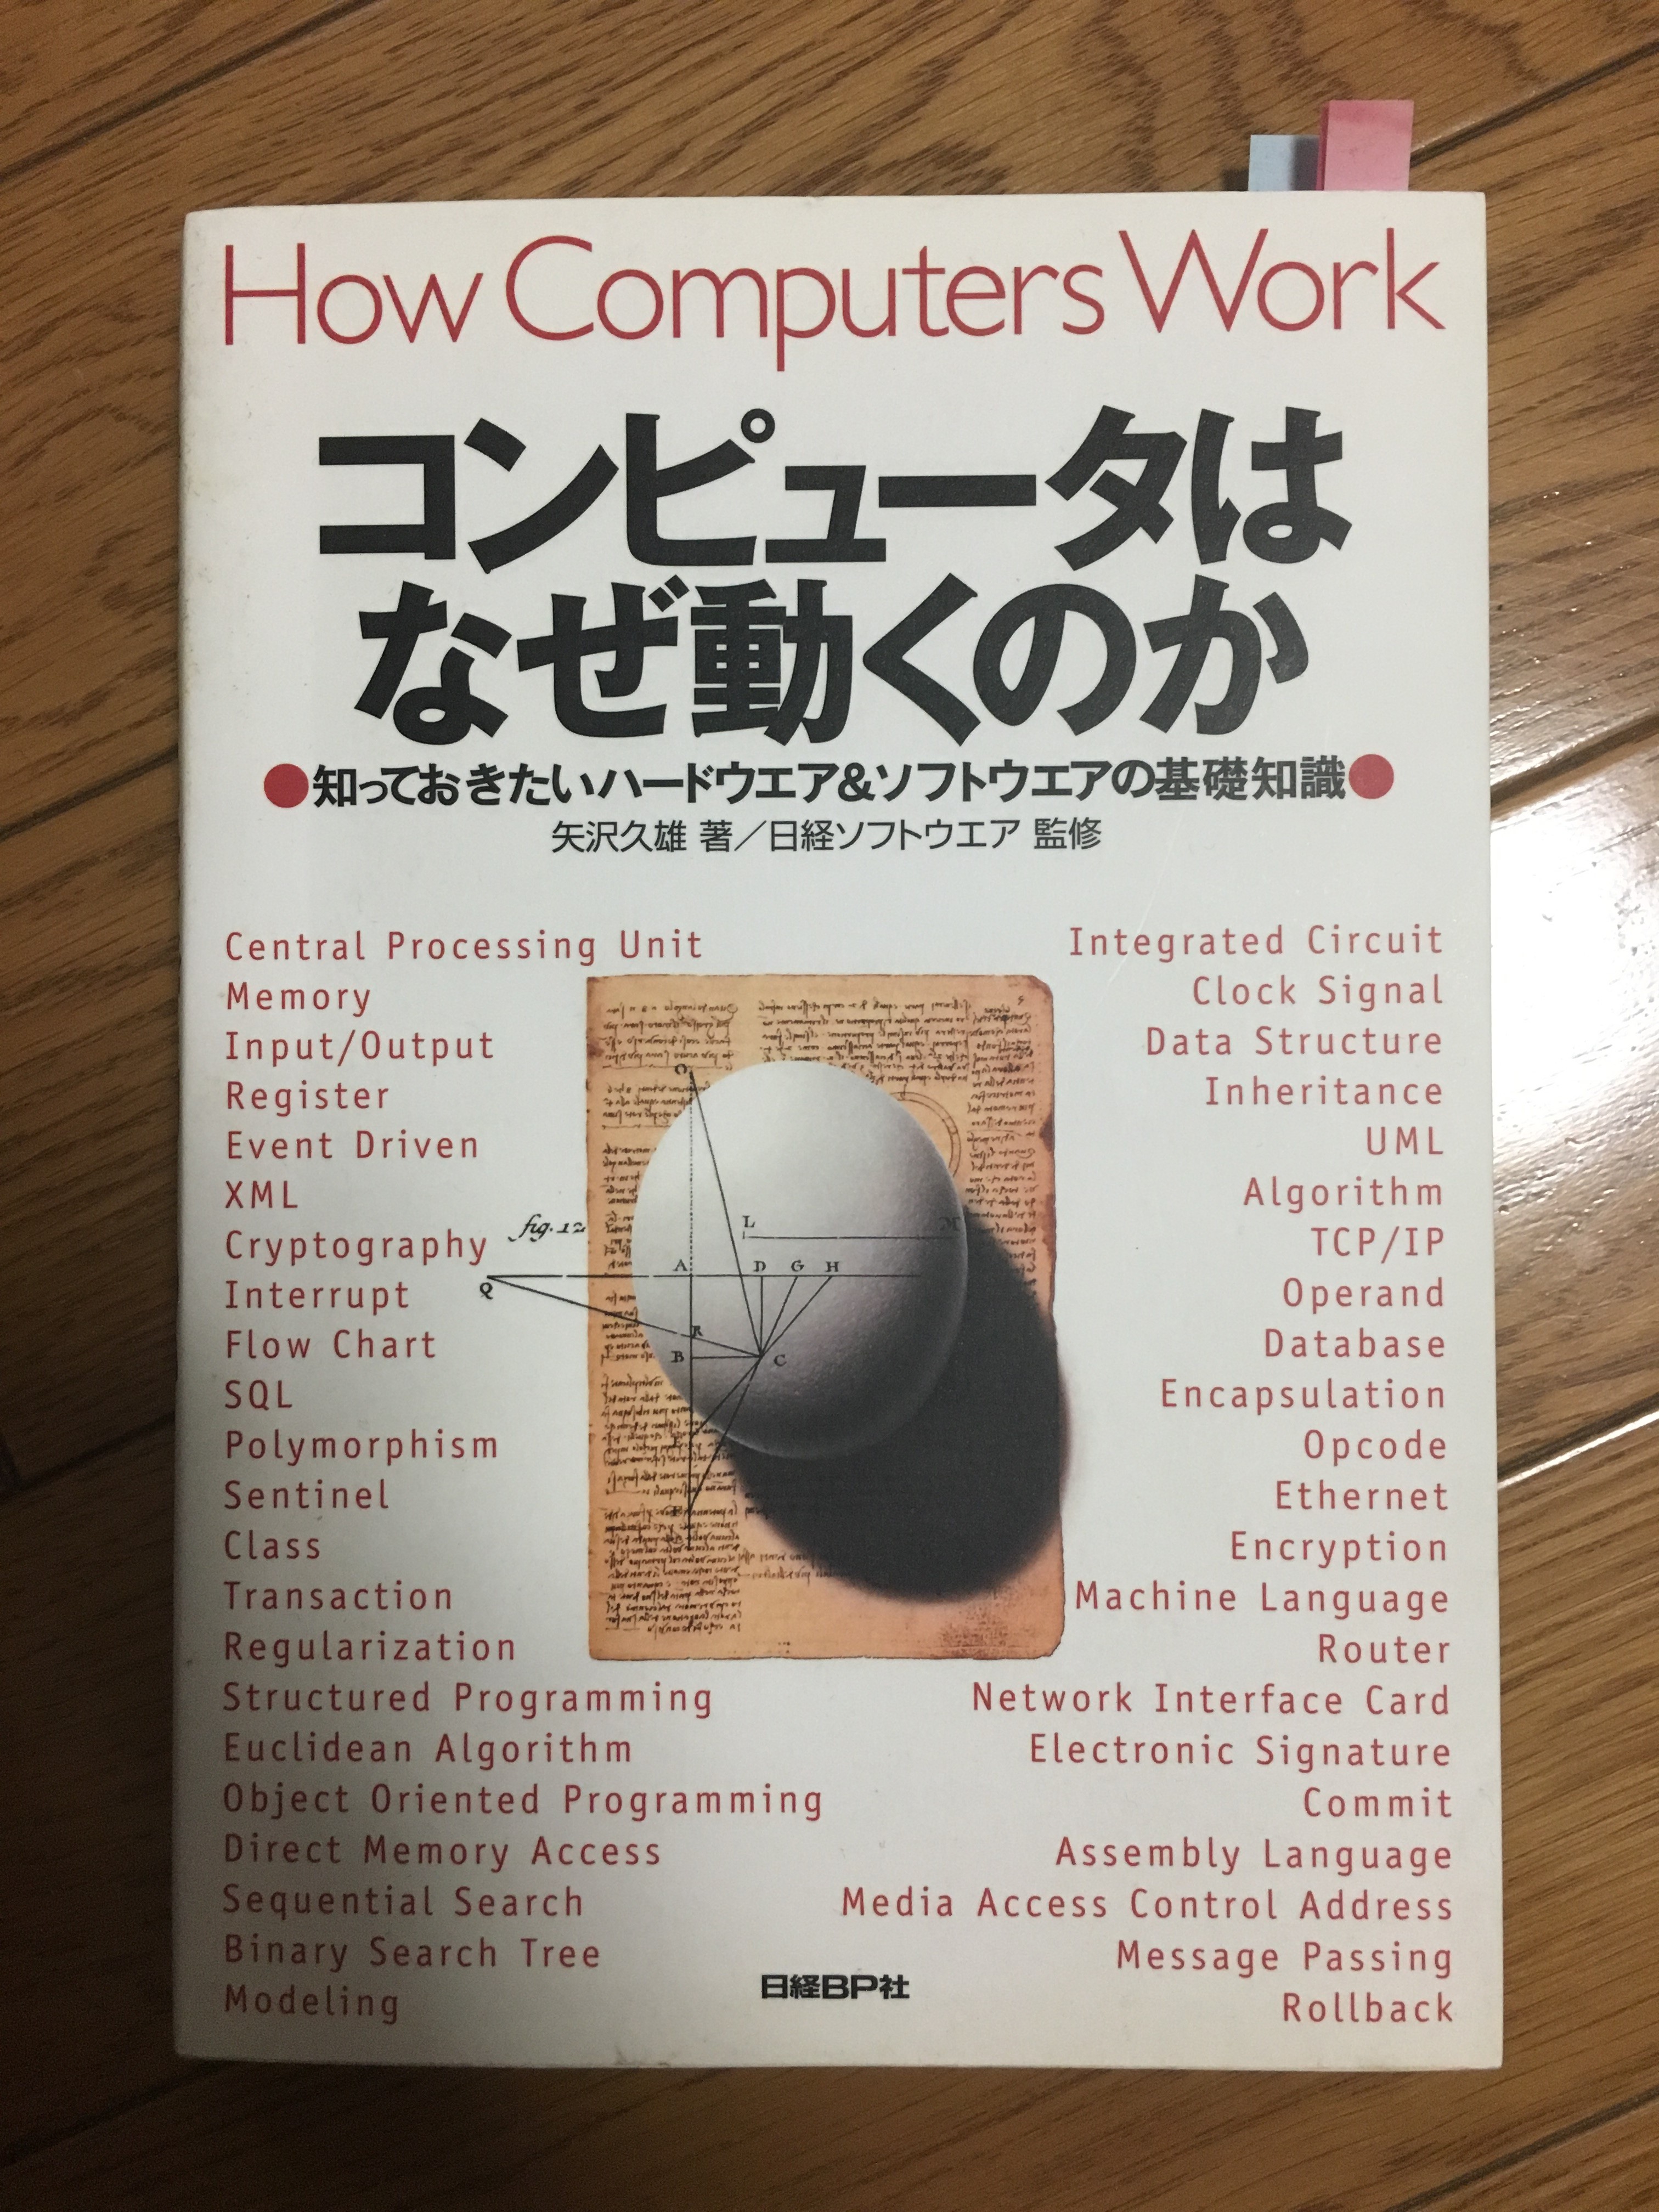 How Computers Work
コンピュータは
なぜ動くのか
●知っておきたいハードウエア&ソフトウエアの基礎知識●
矢沢久雄 著／日経ソフトウエア 監修
Central Processing Unit
Memory
Input/Output
Register
Event Driven
XML
Cryptography
Interrupt
Flow Chart
SQL
Polymorphism
Sentinel
Class
Transaction
Regularization
Structured Programming
Euclidean Algorithm
Object Oriented Programming
Direct Memory Access
Sequential Search
Binary Search Tree
Modeling
fig. 12
L M
A D G H
Q
R
B C
Integrated Circuit
Clock Signal
Data Structure
Inheritance
UML
Algorithm
TCP/IP
Operand
Database
Encapsulation
Opcode
Ethernet
Encryption
Machine Language
Router
Network Interface Card
Electronic Signature
Commit
Assembly Language
Media Access Control Address
Message Passing
Rollback
日経BP社